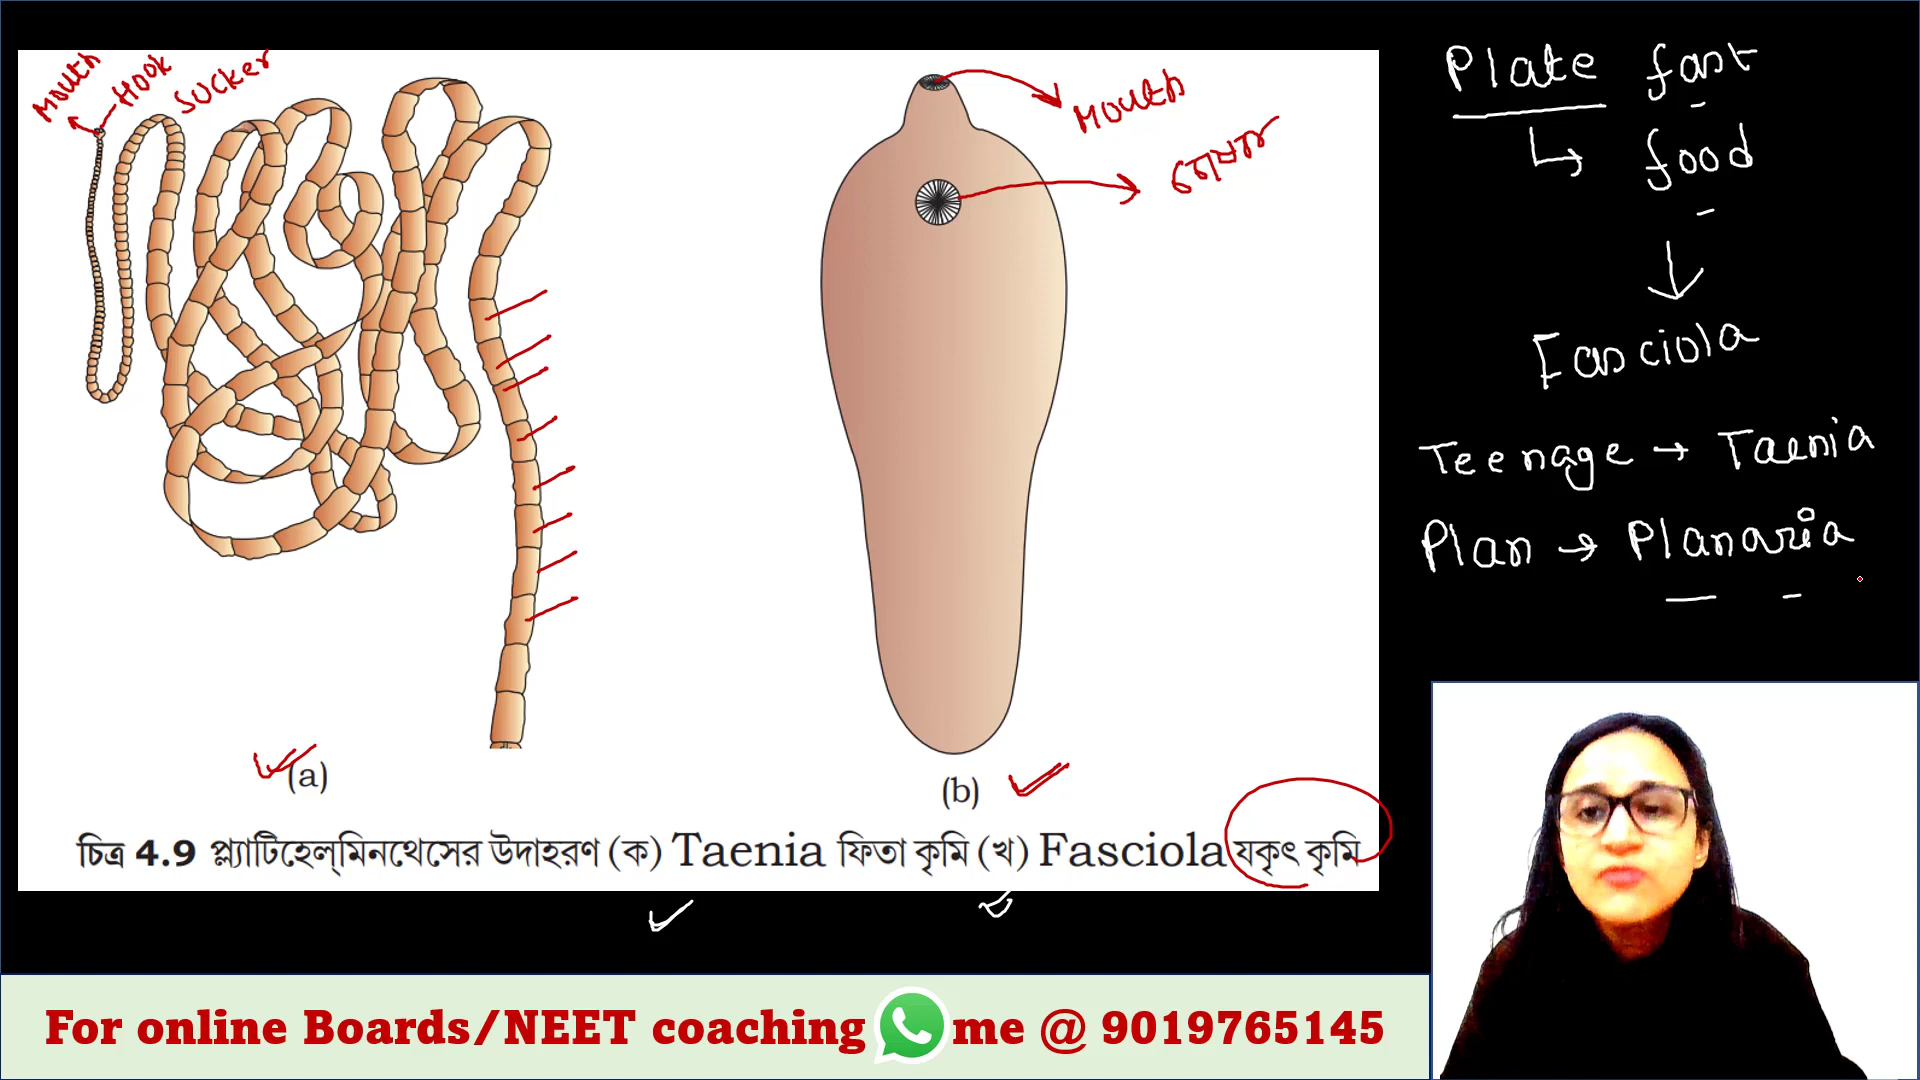 Mouth
Hook
Sucker
Mouth
চোষক
Plate fast
↳ food
↓
Fasciola
Teenage → Taenia
Plan → Planaria
(a)
(b)
চিত্র 4.9 প্ল্যাটিহেল্‌মিনথেসের উদাহরণ (ক) Taenia ফিতা কৃমি (খ) Fasciola যকৃৎ কৃমি
For online Boards/NEET coaching me @ 9019765145